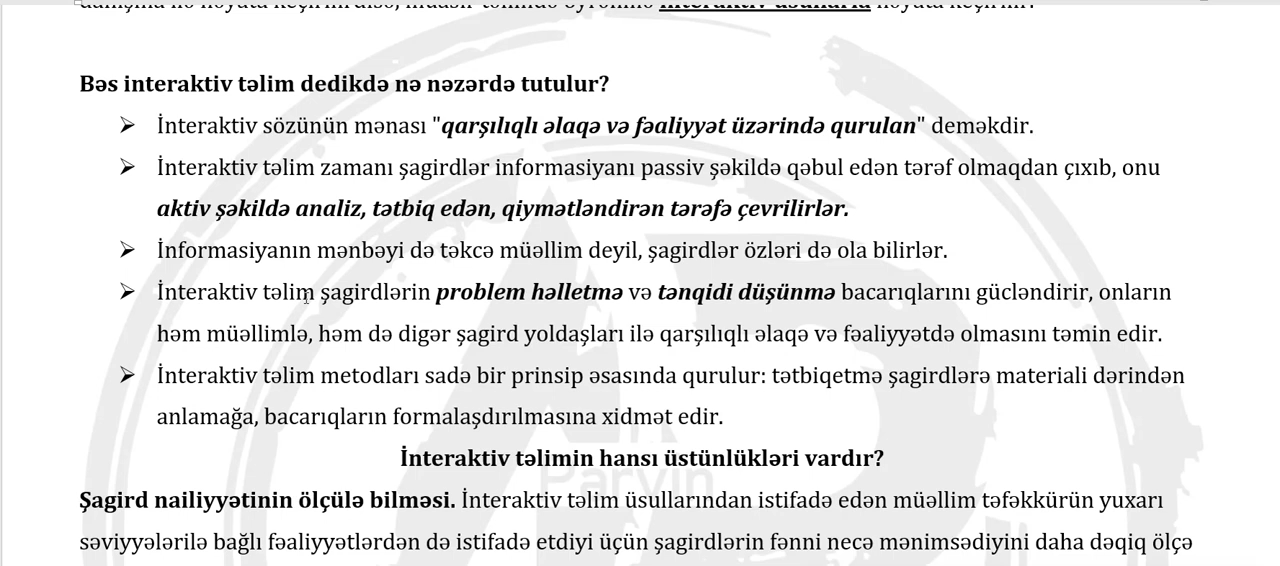 interaktiv üsullarla həyata keçirilir.
Bəs interaktiv təlim dedikdə nə nəzərdə tutulur?
➢ İnteraktiv sözünün mənası "qarşılıqlı əlaqə və fəaliyyət üzərində qurulan" deməkdir.
➢ İnteraktiv təlim zamanı şagirdlər informasiyanı passiv şəkildə qəbul edən tərəf olmaqdan çıxıb, onu
aktiv şəkildə analiz, tətbiq edən, qiymətləndirən tərəfə çevrilirlər.
➢ İnformasiyanın mənbəyi də təkcə müəllim deyil, şagirdlər özləri də ola bilirlər.
➢ İnteraktiv təlim şagirdlərin problem həlletmə və tənqidi düşünmə bacarıqlarını gücləndirir, onların
həm müəllimlə, həm də digər şagird yoldaşları ilə qarşılıqlı əlaqə və fəaliyyətdə olmasını təmin edir.
➢ İnteraktiv təlim metodları sadə bir prinsip əsasında qurulur: tətbiqetmə şagirdlərə materiali dərindən
anlamağa, bacarıqların formalaşdırılmasına xidmət edir.
İnteraktiv təlimin hansı üstünlükləri vardır?
Parvin
Şagird nailiyyətinin ölçülə bilməsi. İnteraktiv təlim üsullarından istifadə edən müəllim təfəkkürün yuxarı
səviyyələrilə bağlı fəaliyyətlərdən də istifadə etdiyi üçün şagirdlərin fənni necə mənimsədiyini daha dəqiq ölçə